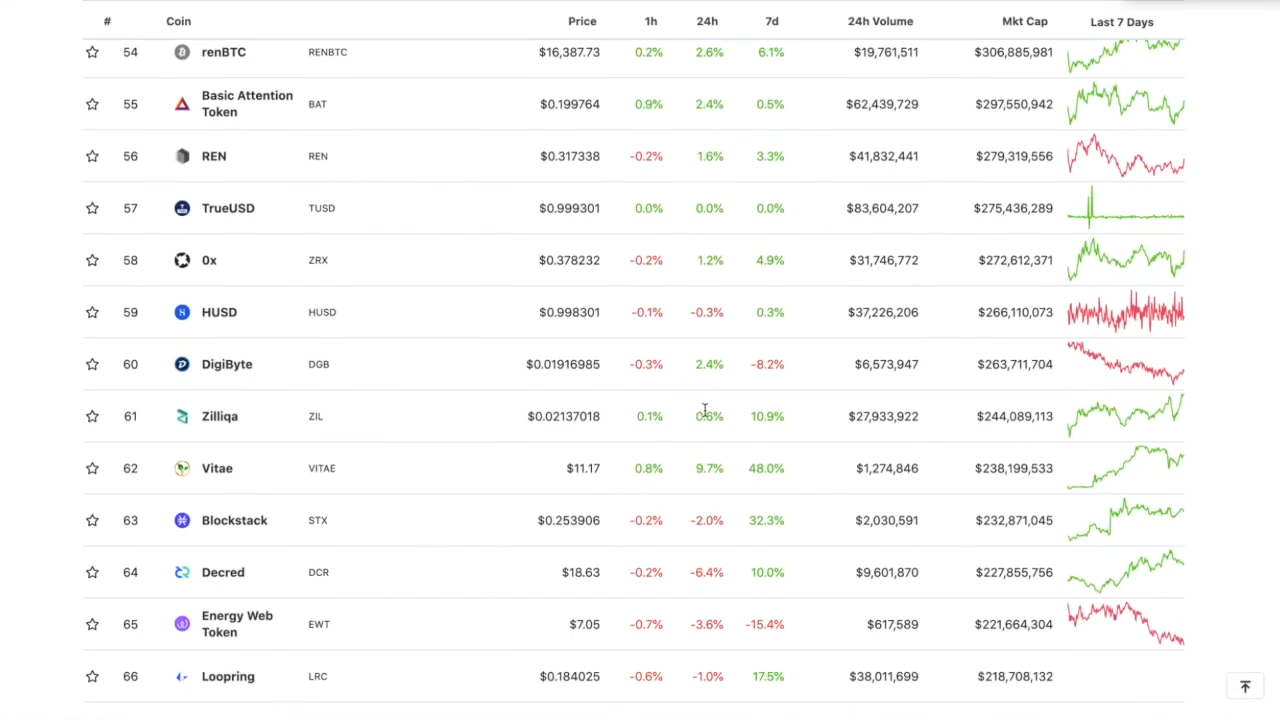 # Coin Price 1h 24h 7d 24h Volume Mkt Cap Last 7 Days
54 renBTC RENBTC $16,387.73 0.2% 2.6% 6.1% $19,761,511 $306,885,981
55 Basic Attention Token BAT $0.199764 0.9% 2.4% 0.5% $62,439,729 $297,550,942
56 REN REN $0.317338 -0.2% 1.6% 3.3% $41,832,441 $279,319,556
57 TrueUSD TUSD $0.999301 0.0% 0.0% 0.0% $83,604,207 $275,436,289
58 0x ZRX $0.378232 -0.2% 1.2% 4.9% $31,746,772 $272,612,371
59 HUSD HUSD $0.998301 -0.1% -0.3% 0.3% $37,226,206 $266,110,073
60 DigiByte DGB $0.01916985 -0.3% 2.4% -8.2% $6,573,947 $263,711,704
61 Zilliqa ZIL $0.02137018 0.1% 0.6% 10.9% $27,933,922 $244,089,113
62 Vitae VITAE $11.17 0.8% 9.7% 48.0% $1,274,846 $238,199,533
63 Blockstack STX $0.253906 -0.2% -2.0% 32.3% $2,030,591 $232,871,045
64 Decred DCR $18.63 -0.2% -6.4% 10.0% $9,601,870 $227,855,756
65 Energy Web Token EWT $7.05 -0.7% -3.6% -15.4% $617,589 $221,664,304
66 Loopring LRC $0.184025 -0.6% -1.0% 17.5% $38,011,699 $218,708,132